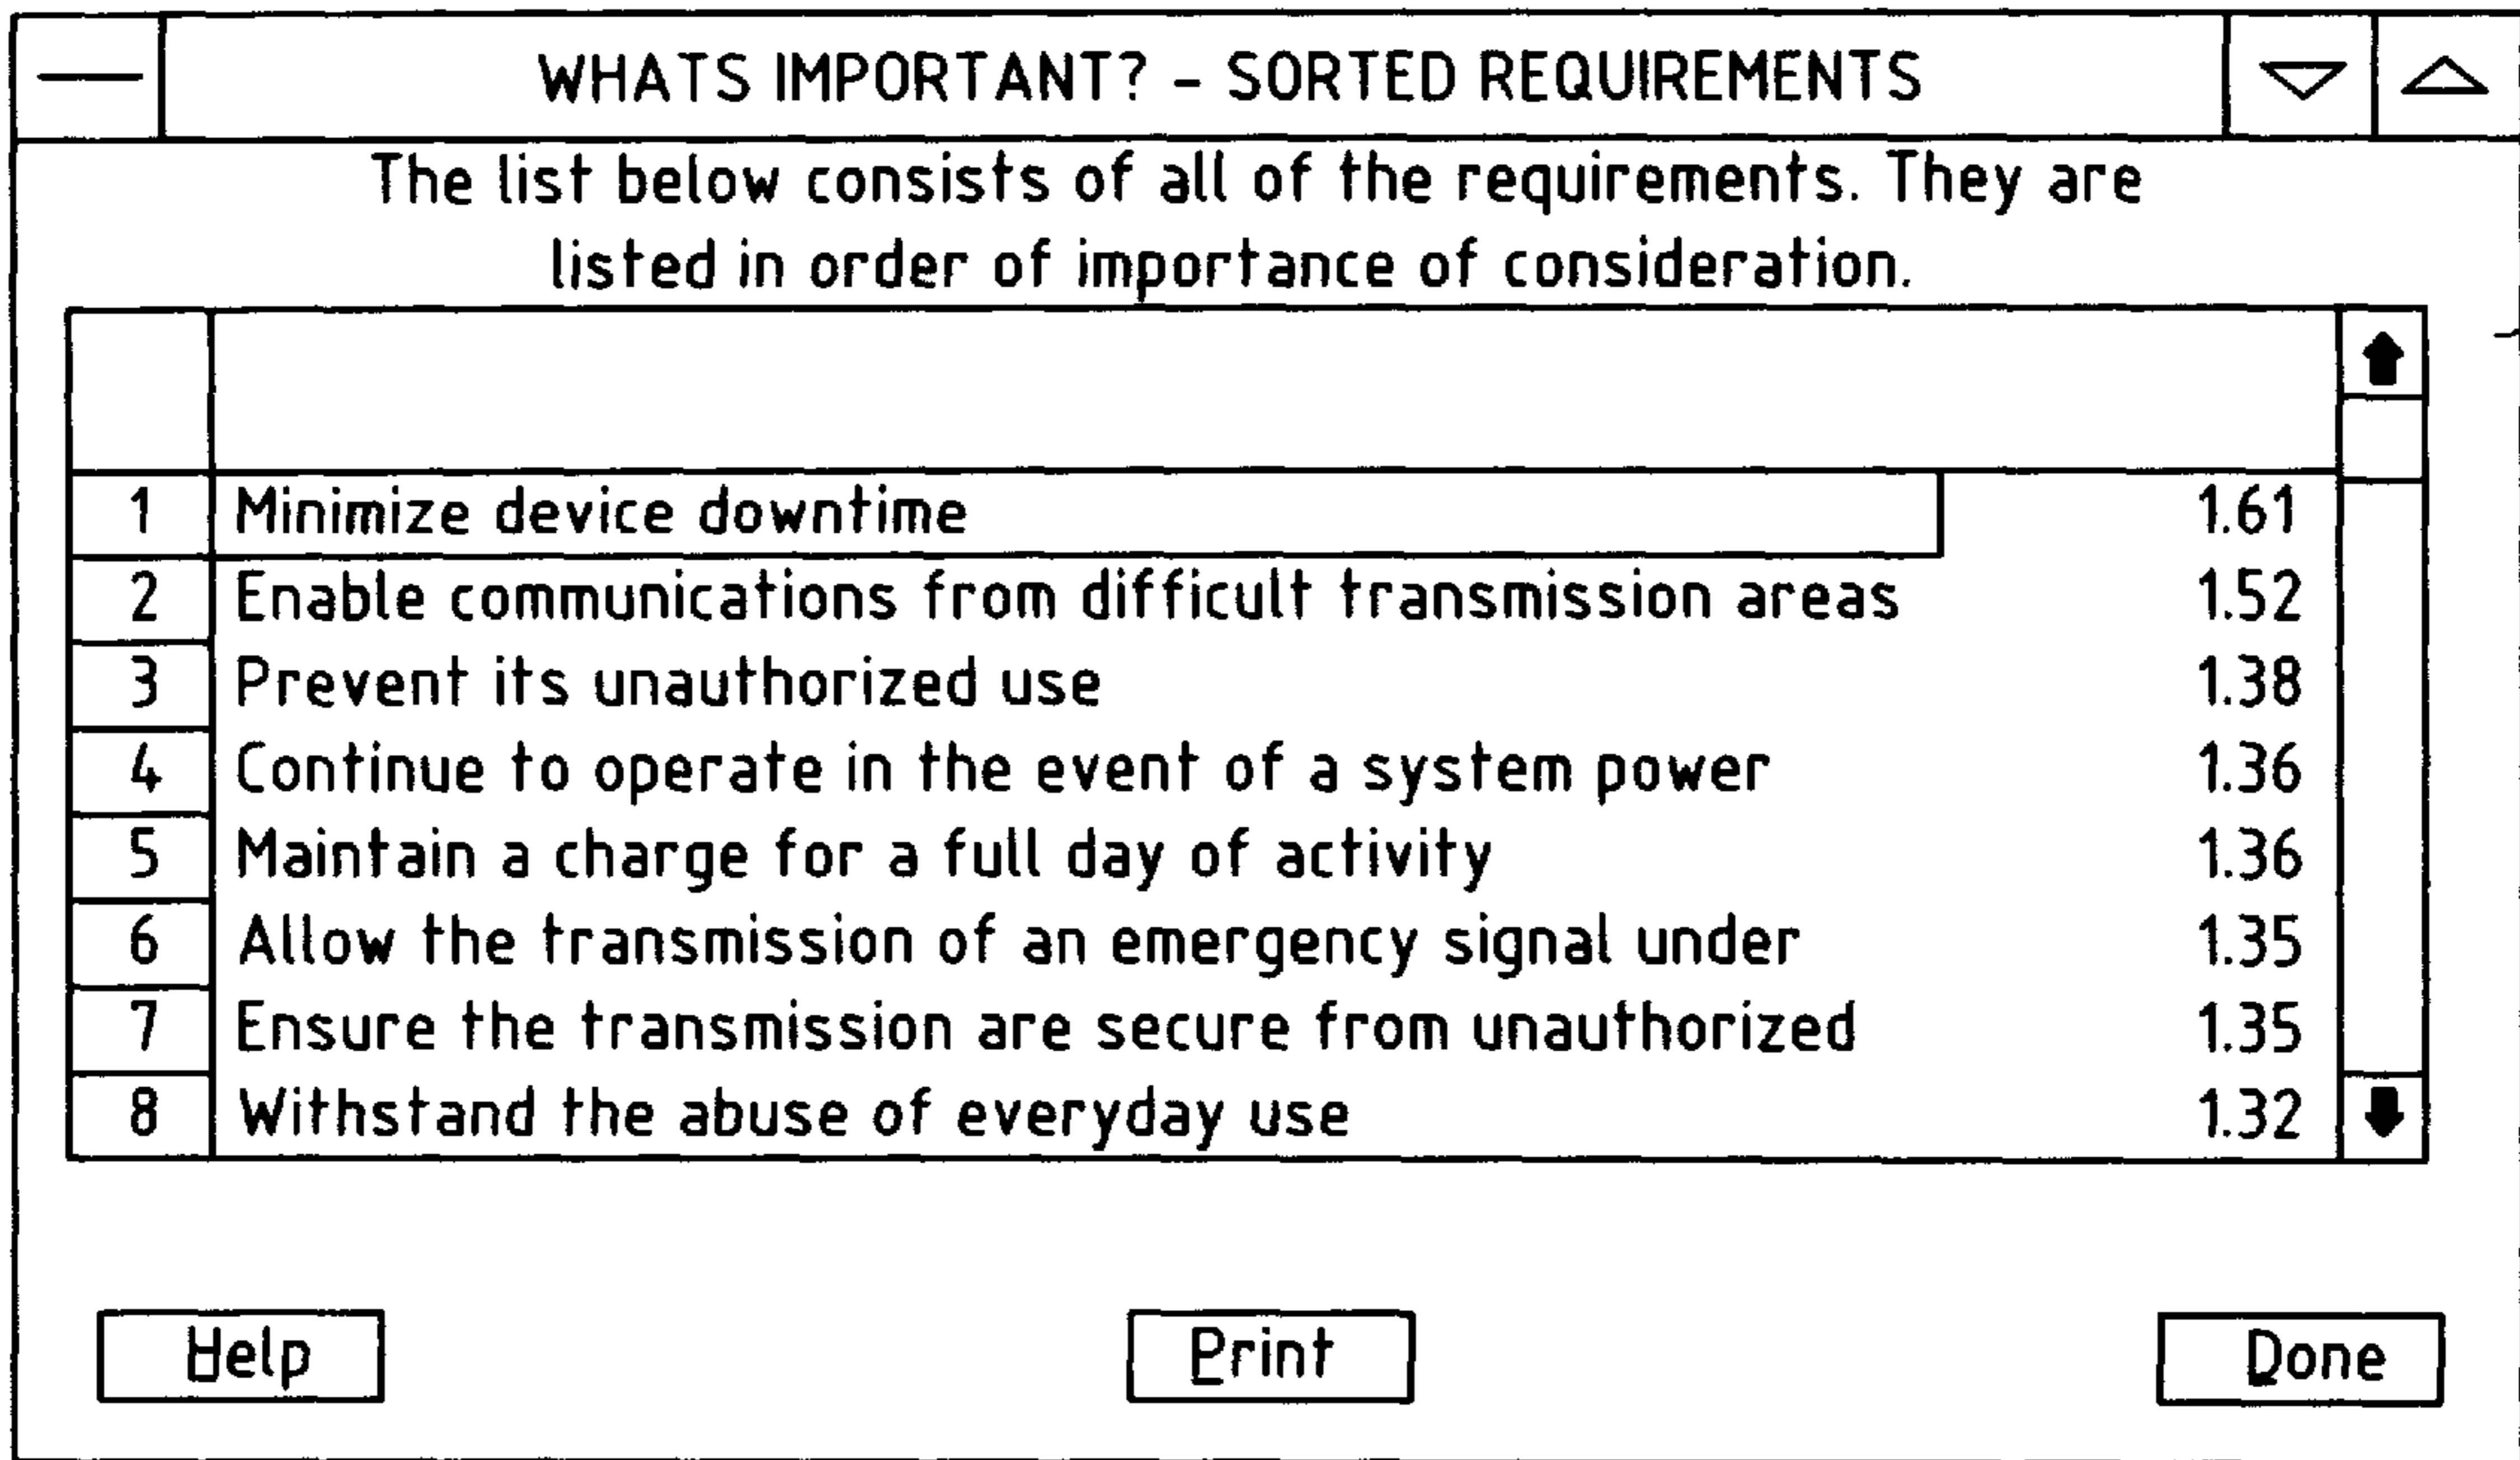 WHATS IMPORTANT? - SORTED REQUIREMENTS
The list below consists of all of the requirements. They are
listed in order of importance of consideration.
1 Minimize device downtime 1.61
2 Enable communications from difficult transmission areas 1.52
3 Prevent its unauthorized use 1.38
4 Continue to operate in the event of a system power 1.36
5 Maintain a charge for a full day of activity 1.36
6 Allow the transmission of an emergency signal under 1.35
7 Ensure the transmission are secure from unauthorized 1.35
8 Withstand the abuse of everyday use 1.32
Help Print Done